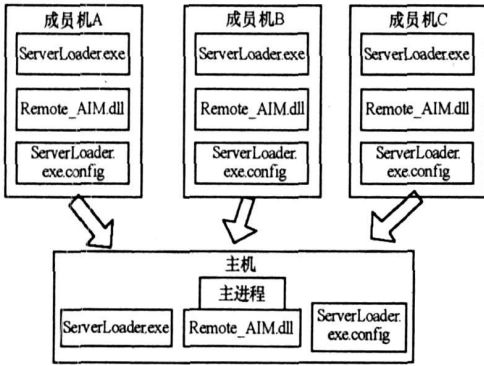 成员机A
ServerLoader.exe
Remote_AIM.dll
ServerLoader.
exe.config
成员机B
ServerLoader.exe
Remote_AIM.dll
ServerLoader.
exe.config
成员机C
ServerLoader.exe
Remote_AIM.dll
ServerLoader.
exe.config
主机
主进程
ServerLoader.exe
Remote_AIM.dll
ServerLoader.
exe.config